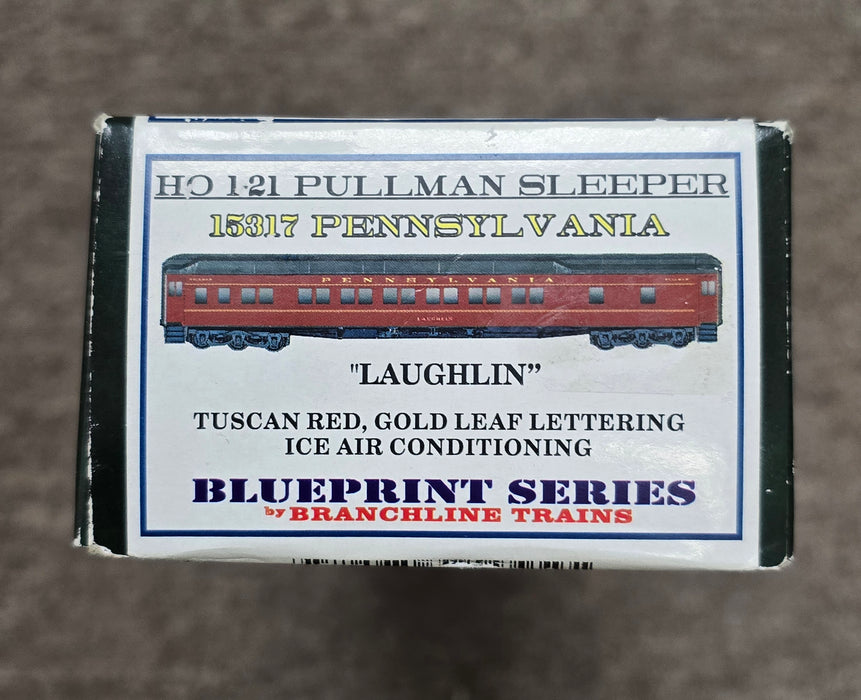 HO 1-21 PULLMAN SLEEPER
15317 PENNSYLVANIA
PENNSYLVANIA
LAUGHLIN
"LAUGHLIN”
TUSCAN RED, GOLD LEAF LETTERING
ICE AIR CONDITIONING
BLUEPRINT SERIES
by BRANCHLINE TRAINS